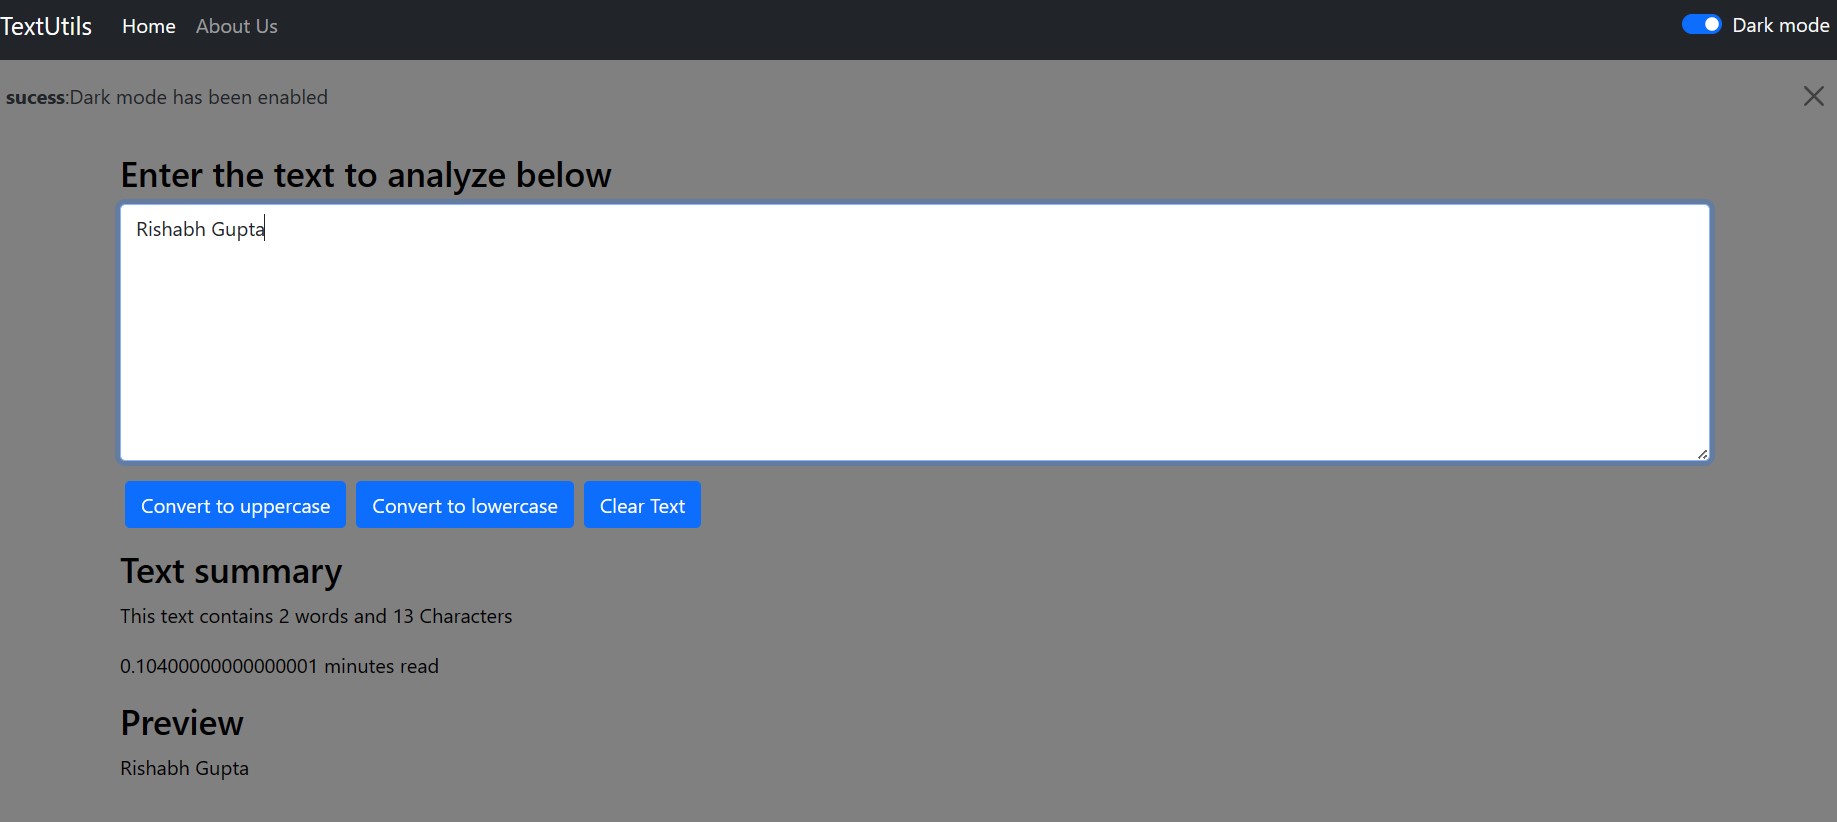 TextUtils Home About Us Dark mode
sucess:Dark mode has been enabled
Enter the text to analyze below
Rishabh Gupta
Convert to uppercase Convert to lowercase Clear Text
Text summary
This text contains 2 words and 13 Characters
0.10400000000000001 minutes read
Preview
Rishabh Gupta